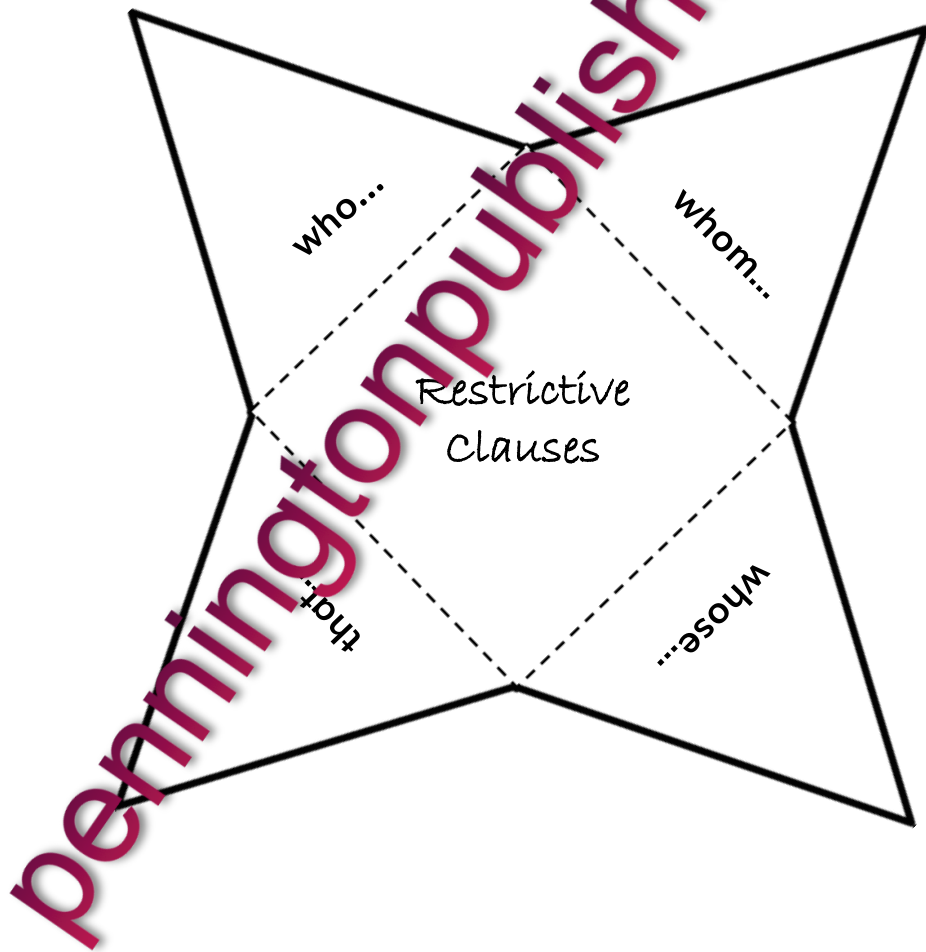 who...
whom...
Restrictive
Clauses
that...
whose...
penningtonpublish